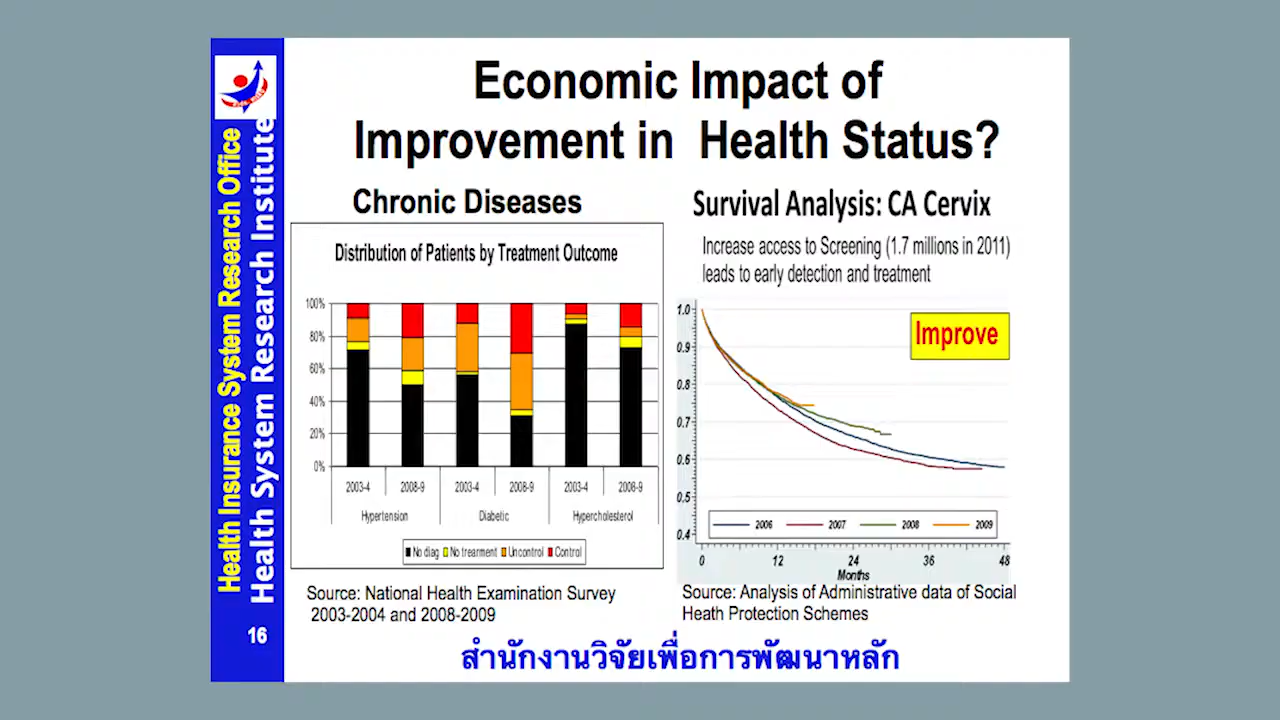 Health Insurance System Research Office
Health System Research Institute
16
Economic Impact of
Improvement in Health Status?
Chronic Diseases
Distribution of Patients by Treatment Outcome
100%
80%
60%
40%
20%
0%
2003-4 2008-9 2003-4 2008-9 2003-4 2008-9
Hypertension Diabetic Hypercholesterol
No diag No trearment Uncontrol Control
Source: National Health Examination Survey
2003-2004 and 2008-2009
Survival Analysis: CA Cervix
Increase access to Screening (1.7 millions in 2011)
leads to early detection and treatment
Improve
1.0
0.9
0.8
0.7
0.6
0.5
0.4
2006 2007 2008 2009
0 12 24 36 48
Months
Source: Analysis of Administrative data of Social
Heath Protection Schemes
สำนักงานวิจัยเพื่อการพัฒนาหลัก